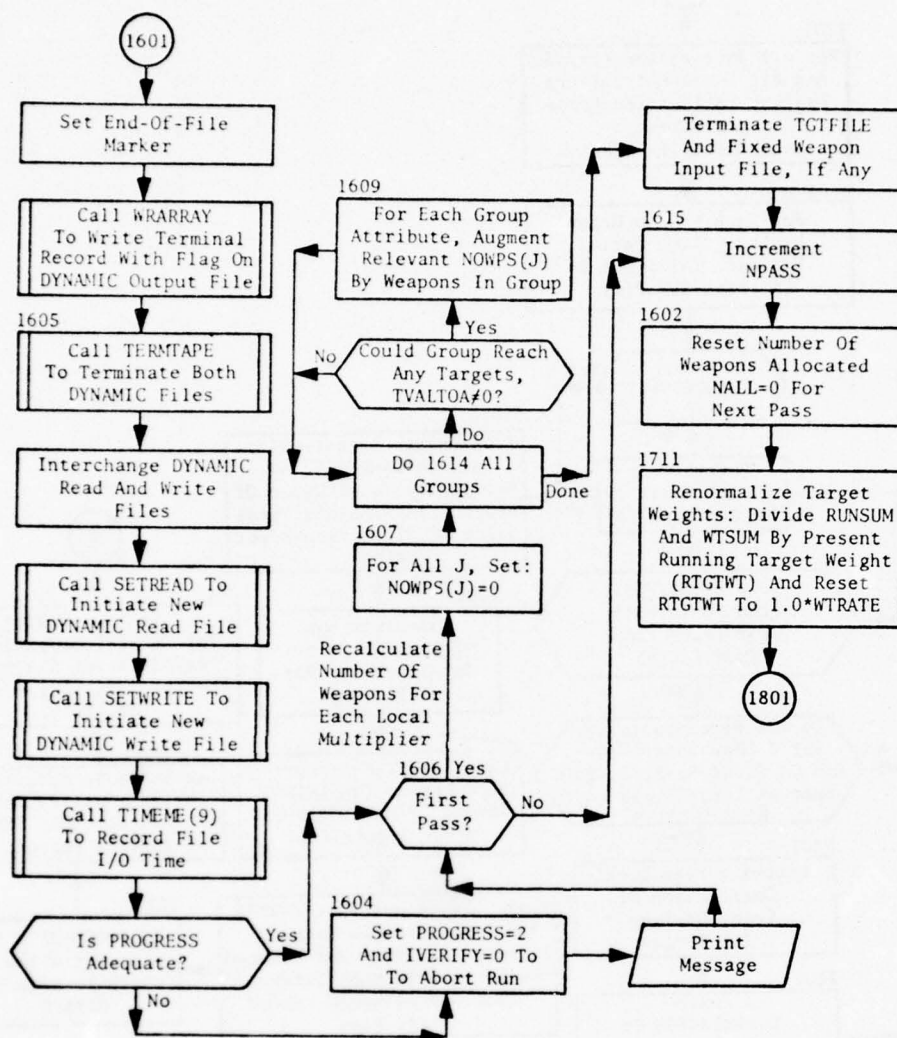 1601
Set End-Of-File
Marker
Call WRARRAY
To Write Terminal
Record With Flag On
DYNAMIC Output File
1605
Call TERMTAPE
To Terminate Both
DYNAMIC Files
Interchange DYNAMIC
Read And Write
Files
Call SETREAD To
Initiate New
DYNAMIC Read File
Call SETWRITE To
Initiate New
DYNAMIC Write File
Call TIMEME(9)
To Record File
I/O Time
Is PROGRESS
Adequate?
Yes
No
1604
Set PROGRESS=2
And IVERIFY=0 To
To Abort Run
Print
Message
1606
Yes
First
Pass?
No
Recalculate
Number Of
Weapons For
Each Local
Multiplier
1607
For All J, Set:
NOWPS(J)=0
Do 1614 All
Groups
Done
Do
Could Group Reach
Any Targets,
TVALTOA≠0?
No
Yes
1609
For Each Group
Attribute, Augment
Relevant NOWPS(J)
By Weapons In Group
Terminate TGTFILE
And Fixed Weapon
Input File, If Any
1615
Increment
NPASS
1602
Reset Number Of
Weapons Allocated
NALL=0 For
Next Pass
1711
Renormalize Target
Weights: Divide RUNSUM
And WTSUM By Present
Running Target Weight
(RTGTWT) And Reset
RTGTWT To 1.0*WTRATE
1801